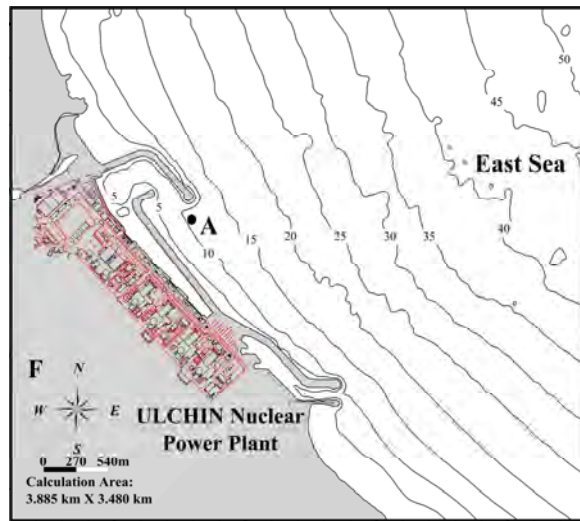 50
45
East Sea
5
5
A
10
15
20
25
30
35
40
F
N
W
E
S
ULCHIN Nuclear
Power Plant
0 270 540m
Calculation Area:
3.885 km X 3.480 km